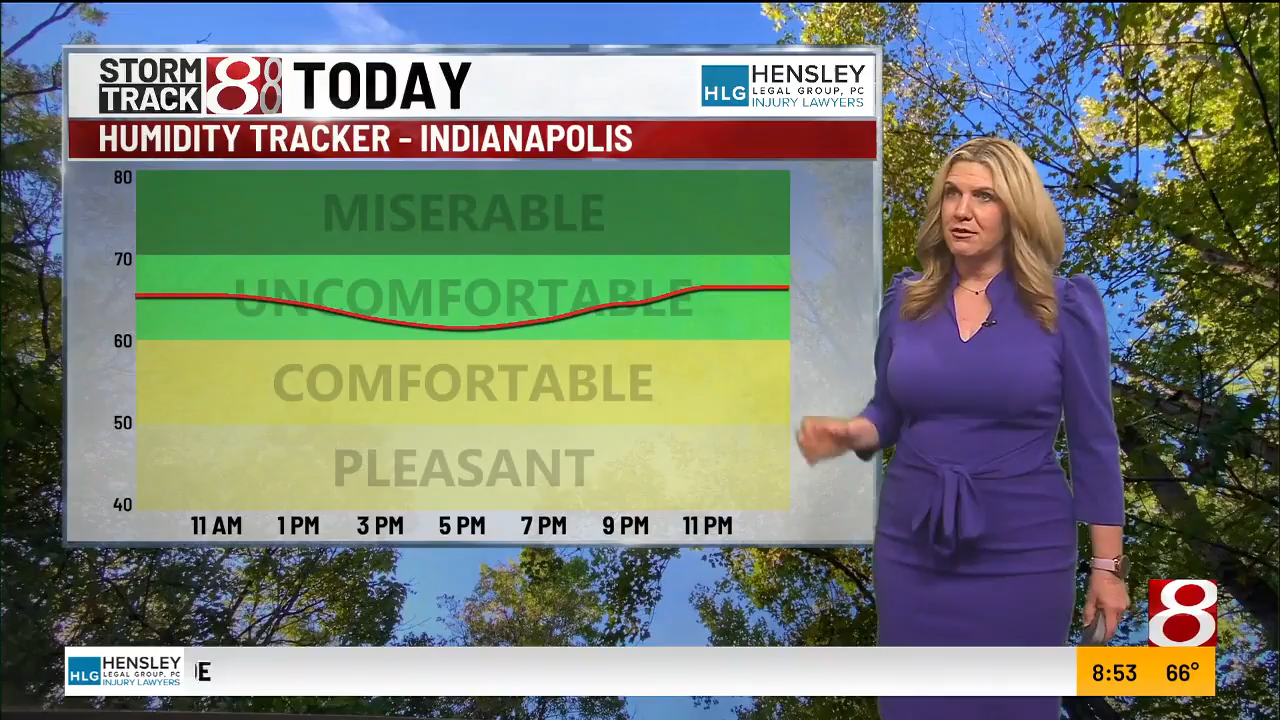 STORM TRACK 8 8 8 TODAY
HLG HENSLEY
LEGAL GROUP, PC
INJURY LAWYERS
HUMIDITY TRACKER - INDIANAPOLIS
80
MISERABLE
70
UNCOMFORTABLE
60
COMFORTABLE
50
PLEASANT
40
11 AM 1 PM 3 PM 5 PM 7 PM 9 PM 11 PM
8
HLG HENSLEY
LEGAL GROUP, PC
INJURY LAWYERS
E
8:53 66°